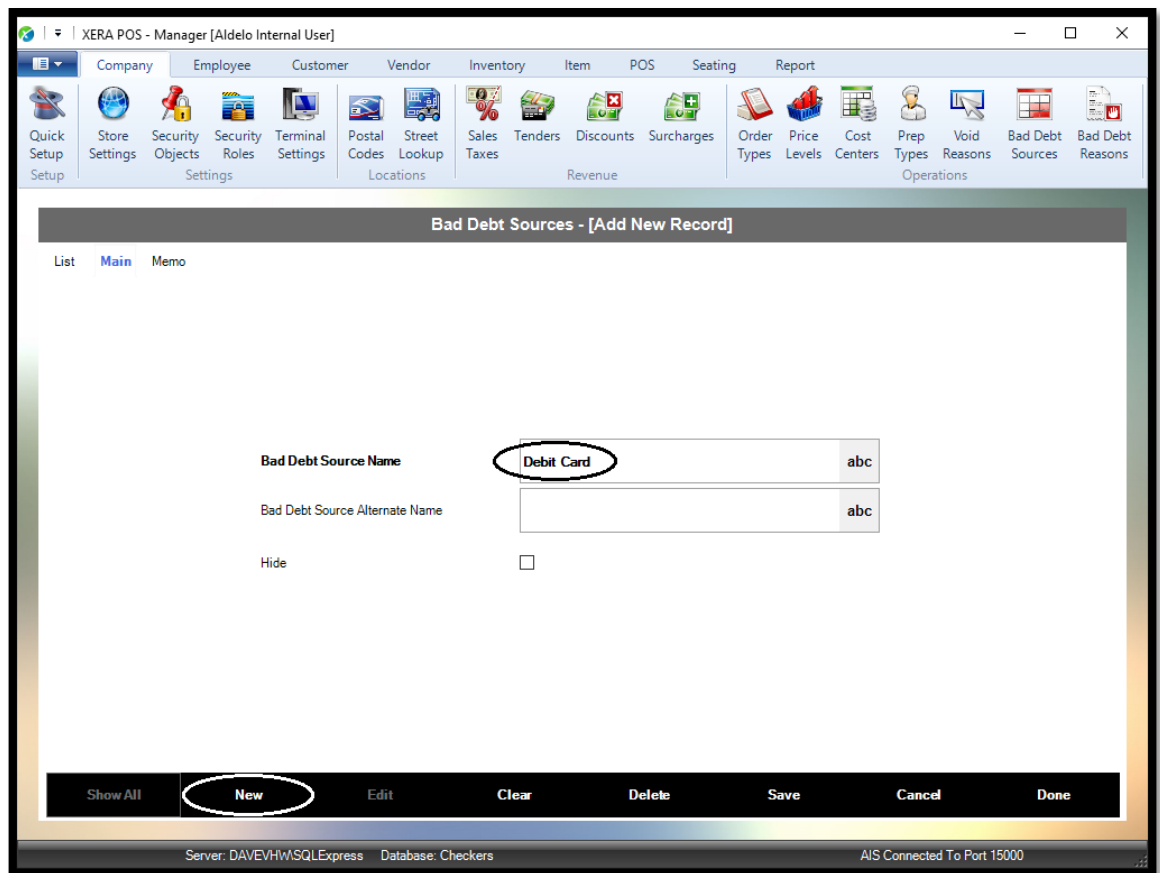 XERA POS - Manager [Aldelo Internal User]
Company Employee Customer Vendor Inventory Item POS Seating Report
Quick Setup Store Settings Security Objects Security Roles Terminal Settings Postal Codes Street Lookup Sales Taxes Tenders Discounts Surcharges Order Types Price Levels Cost Centers Prep Types Void Reasons Bad Debt Sources Bad Debt Reasons
Setup Settings Locations Revenue Operations
Bad Debt Sources - [Add New Record]
List Main Memo
Bad Debt Source Name Debit Card abc
Bad Debt Source Alternate Name abc
Hide
Show All New Edit Clear Delete Save Cancel Done
Server: DAVEVHW\SQLExpress Database: Checkers AIS Connected To Port 15000